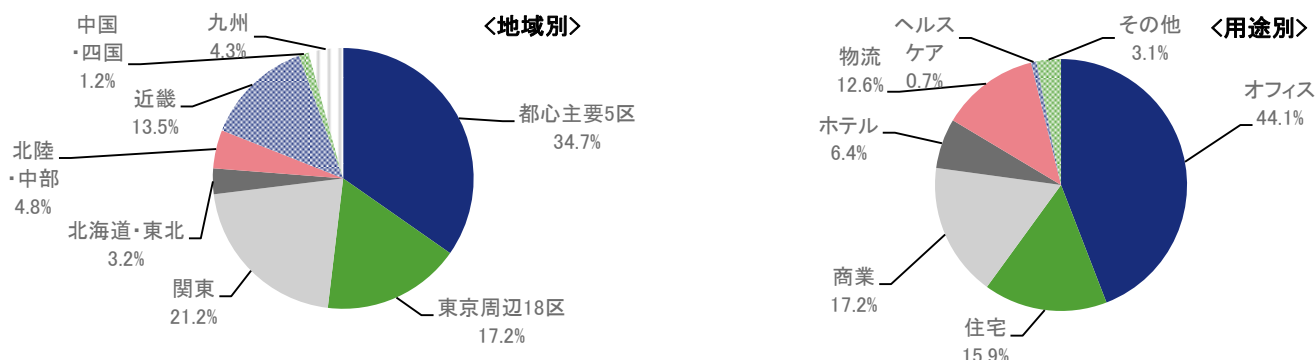 <地域別>
中国
・四国
1.2%
九州
4.3%
近畿
13.5%
都心主要5区
34.7%
北陸
・中部
4.8%
北海道・東北
3.2%
関東
21.2%
東京周辺18区
17.2%
<用途別>
ヘルス
ケア
0.7%
その他
3.1%
物流
12.6%
オフィス
44.1%
ホテル
6.4%
商業
17.2%
住宅
15.9%